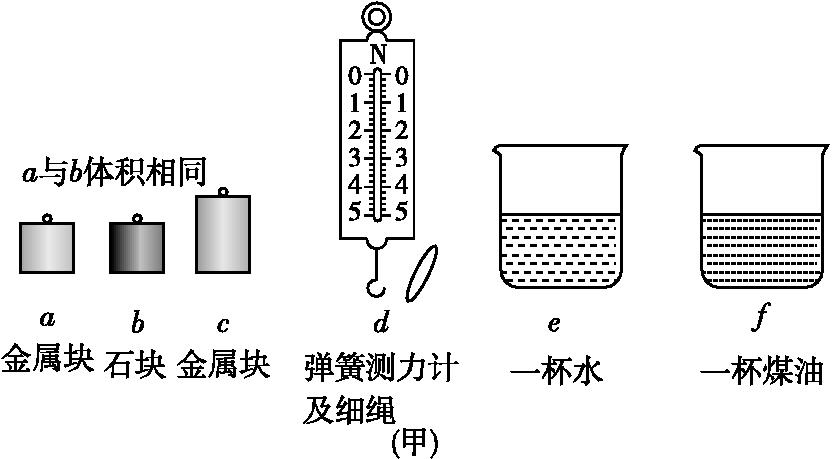 N
0 0
1 1
2 2
3 3
4 4
5 5
a与b体积相同
a b c d e f
金属块 石块 金属块 弹簧测力计 一杯水 一杯煤油
及细绳
(甲)